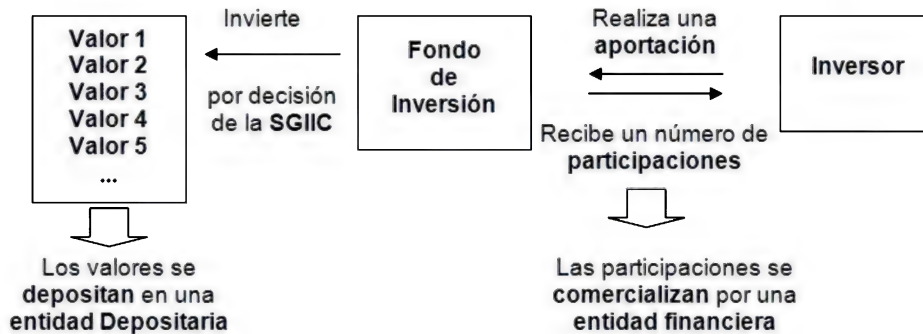 Valor 1
Valor 2
Valor 3
Valor 4
Valor 5
...
Los valores se
depositan en una
entidad Depositaria
Invierte
por decisión
de la SGIIC
Fondo
de
Inversión
Realiza una
aportación
Recibe un número de
participaciones
Las participaciones se
comercializan por una
entidad financiera
Inversor